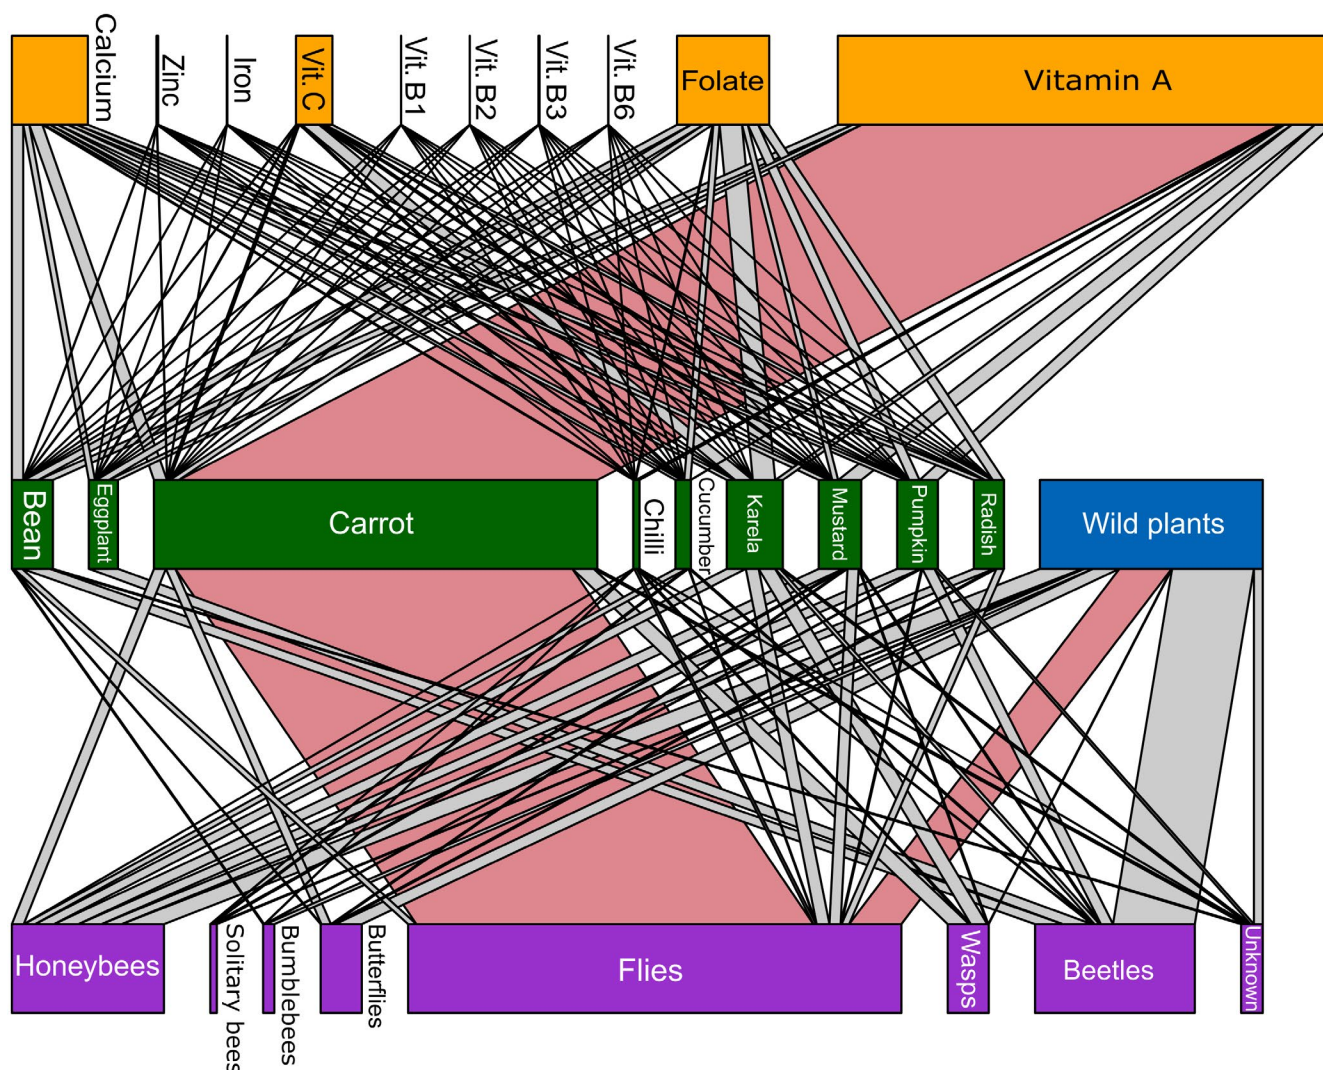 Calcium
Zinc
Iron
Vit. C
Vit. B1
Vit. B2
Vit. B3
Vit. B6
Folate
Vitamin A
Bean
Eggplant
Carrot
Chilli
Cucumber
Karela
Mustard
Pumpkin
Radish
Wild plants
Honeybees
Solitary bees
Bumblebees
Butterflies
Flies
Wasps
Beetles
Unknown